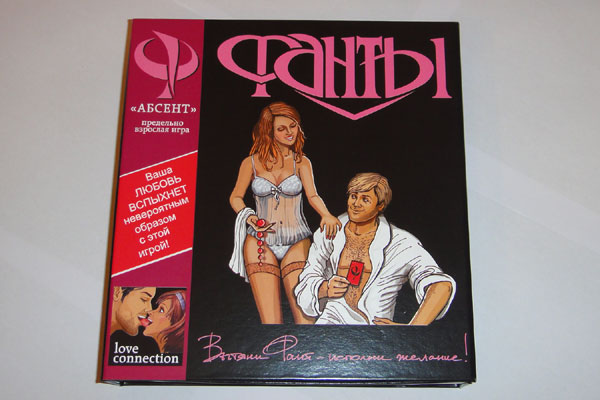 ФАНТЫ
«АБСЕНТ»
предельно
взрослая игра
Ваша
ЛЮБОВЬ
ВСПЫХНЕТ
невероятным
образом
с этой
игрой!
love
connection
Вытяни Фант - исполни желание!